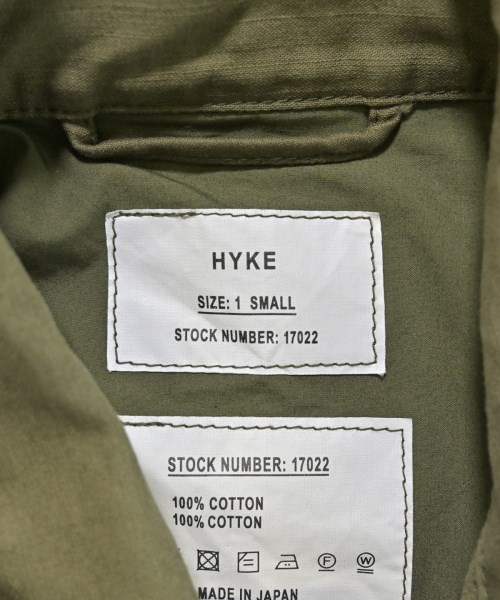 HYKE
SIZE: 1 SMALL
STOCK NUMBER: 17022
STOCK NUMBER: 17022
100% COTTON
100% COTTON
F W
MADE IN JAPAN